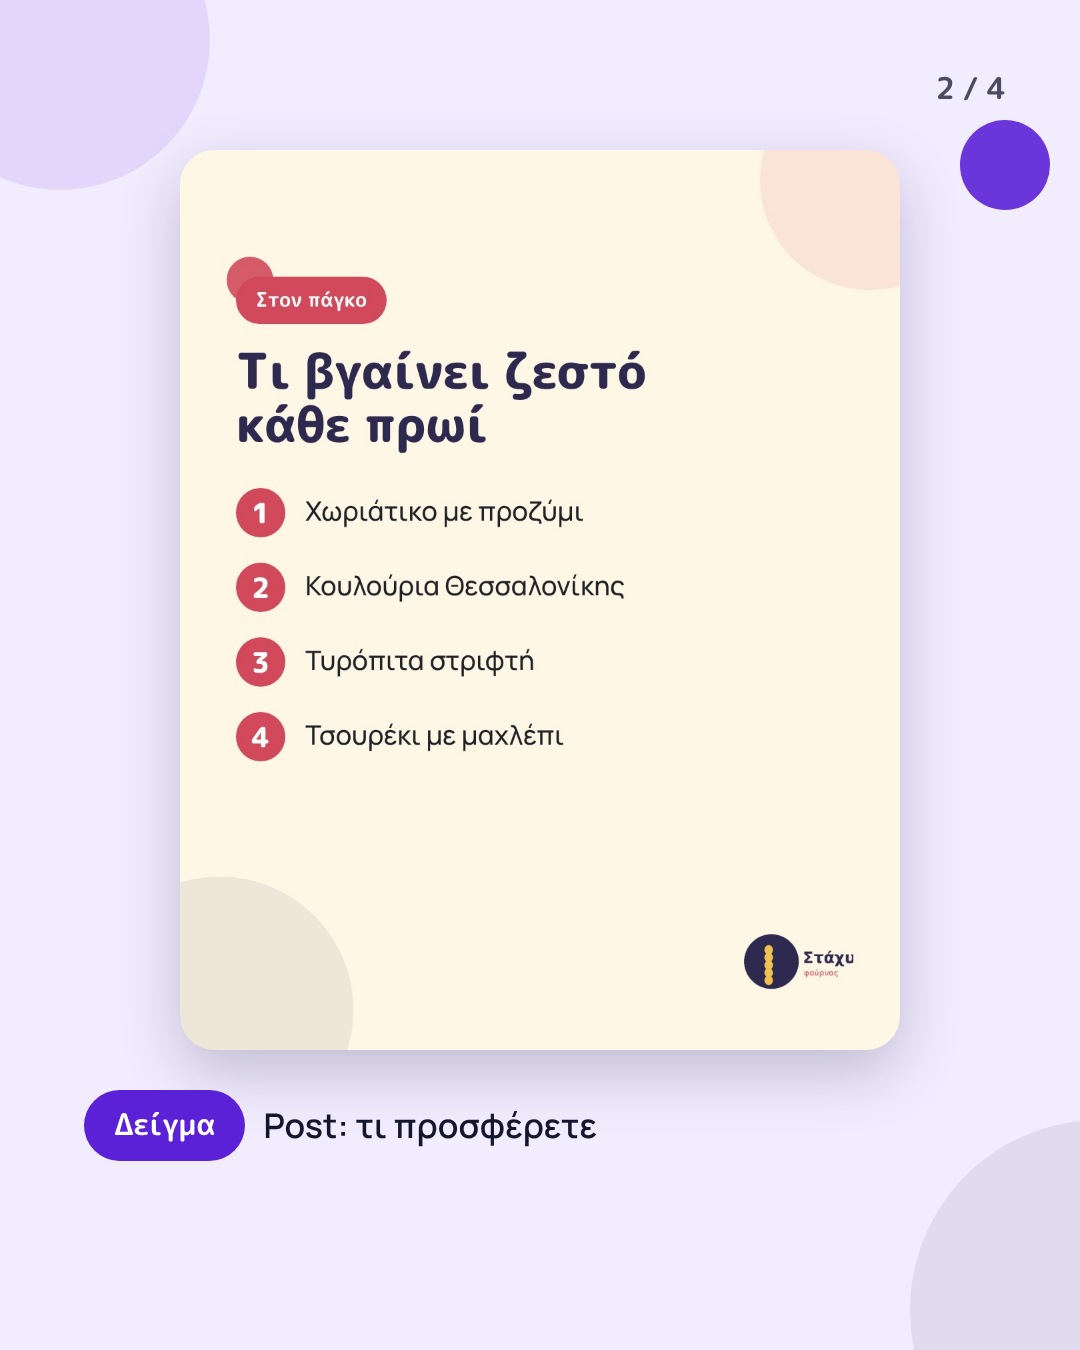 2 / 4
Στον πάγκο
Τι βγαίνει ζεστό
κάθε πρωί
1 Χωριάτικο με προζύμι
2 Κουλούρια Θεσσαλονίκης
3 Τυρόπιτα στριφτή
4 Τσουρέκι με μαχλέπι
Στάχυ
φούρνος
Δείγμα Post: τι προσφέρετε